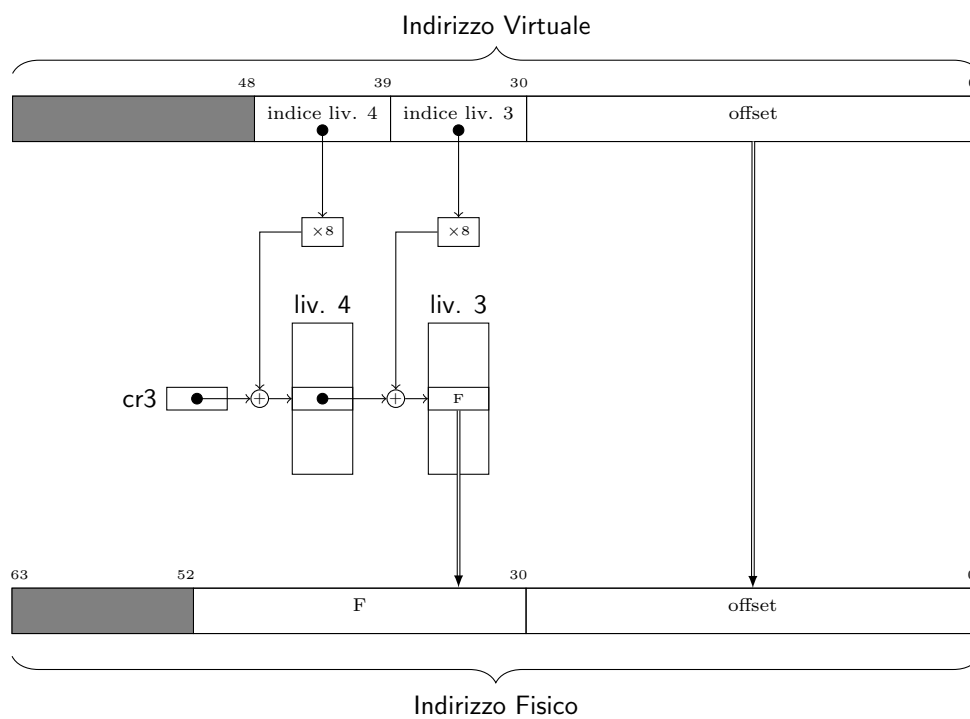 Indirizzo Virtuale
48 39 30
indice liv. 4 indice liv. 3 offset
×8 ×8
liv. 4 liv. 3
cr3 + + F
63 52 30
F offset
Indirizzo Fisico